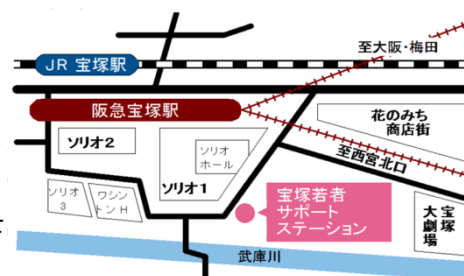 至大阪・梅田
JR 宝塚駅
阪急宝塚駅
花のみち
商店街
ソリオ2
ソリオ
ホール
至西宮北口
ソリオ1
ソリオ
3
ワシン
トンH
宝塚若者
サポート
ステーション
宝塚
大劇場
武庫川